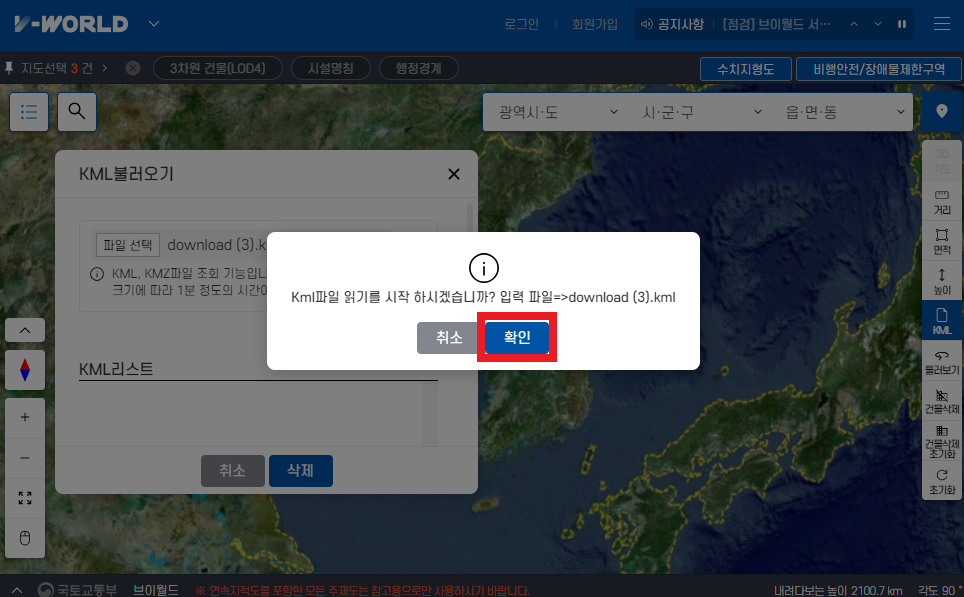 V-WORLD
로그인 회원가입 공지사항 [점검] 브이월드 서…
지도선택 3 건 3차원 건물(LOD4) 시설명칭 행정경계 수치지형도 비행안전/장애물제한구역
광역시·도 시·군·구 읍·면·동
KML불러오기
파일 선택 download (3).k
KML, KMZ파일 조회 기능입니
크기에 따라 1분 정도의 시간이
Kml파일 읽기를 시작 하시겠습니까? 입력 파일=>download (3).kml
취소 확인
KML리스트
취소 삭제
3D
지도
거리
면적
높이
KML
둘러보기
건물삭제
건물삭제
초기화
초기화
국토교통부 브이월드 ※ 연속지적도를 포함한 모든 주제도는 참고용으로만 사용하시기 바랍니다. 내려다보는 높이 2100.7 km 각도 90 °